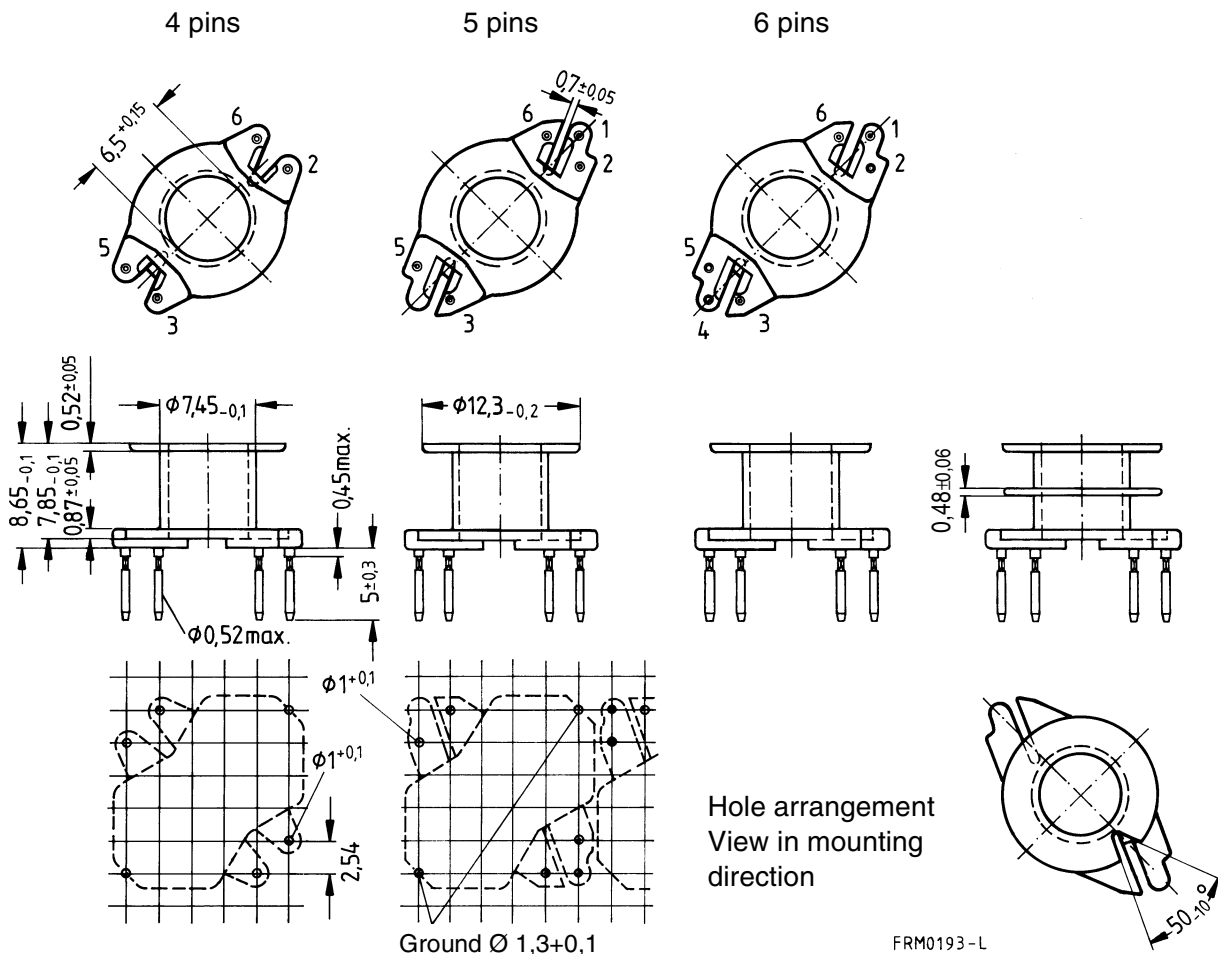 4 pins
5 pins
6 pins
6,5 +0,15
6
2
5
3
0,7±0,05
6
1
2
5
3
6
1
2
5
4
3
8,65 -0,1
7,85 -0,1
0,87±0,05
0,52±0,05
Φ7,45 -0,1
0,45max.
5±0,3
Φ0,52max.
Φ12,3 -0,2
0,48±0,06
Φ1 +0,1
Φ1 +0,1
2,54
Ground Ø 1,3+0,1
Hole arrangement
View in mounting
direction
50 -10°
FRM0193-L